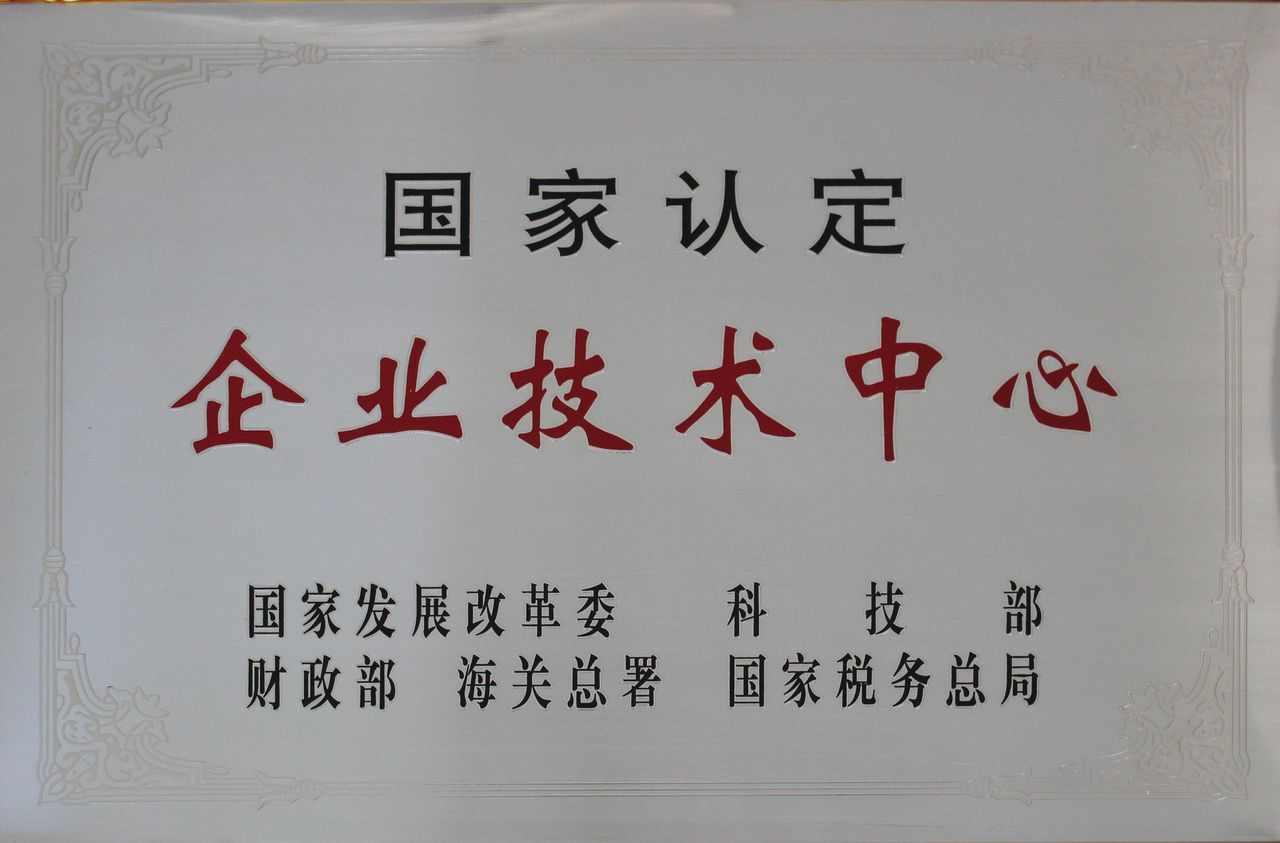 国家认定
企业技术中心
国家发展改革委 科技部
财政部 海关总署 国家税务总局